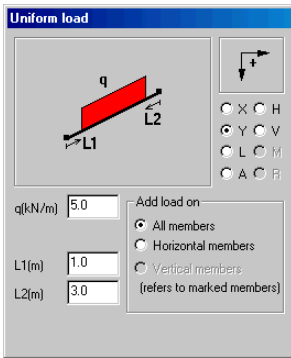 Uniform load
q
L1
L2
+
X H
Y V
L M
A R
q(kN/m) 5.0
L1(m) 1.0
L2(m) 3.0
Add load on
All members
Horizontal members
Vertical members
(refers to marked members)